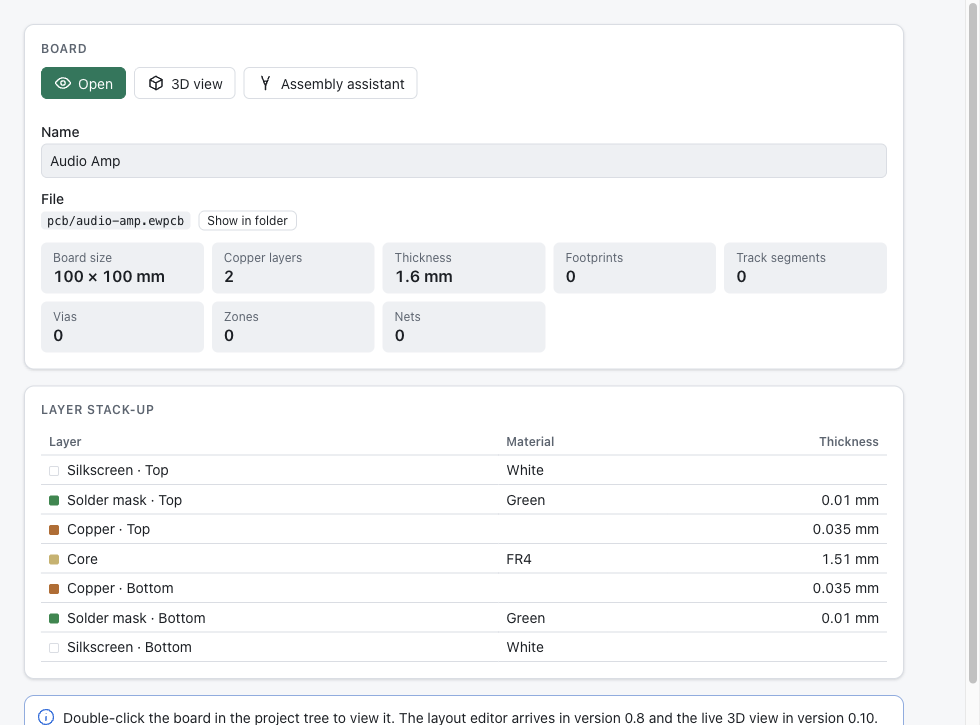 BOARD
Open
3D view
Assembly assistant
Name
Audio Amp
File
pcb/audio-amp.ewpcb
Show in folder
Board size
100 × 100 mm
Copper layers
2
Thickness
1.6 mm
Footprints
0
Track segments
0
Vias
0
Zones
0
Nets
0
LAYER STACK-UP
Layer Material Thickness
Silkscreen · Top White
Solder mask · Top Green 0.01 mm
Copper · Top 0.035 mm
Core FR4 1.51 mm
Copper · Bottom 0.035 mm
Solder mask · Bottom Green 0.01 mm
Silkscreen · Bottom White
Double-click the board in the project tree to view it. The layout editor arrives in version 0.8 and the live 3D view in version 0.10.